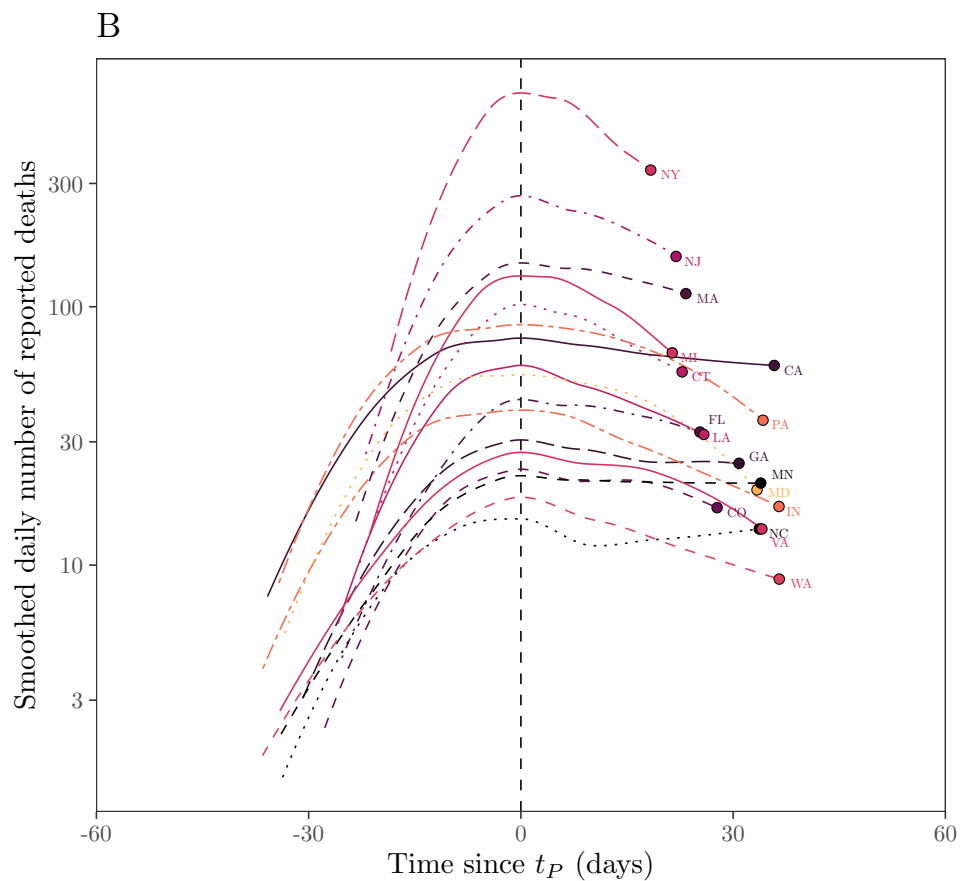 B
Smoothed daily number of reported deaths
300
100
30
10
3
NY
NJ
MA
MI
CT
CA
PA
FL
LA
GA
MN
MD
IN
CO
NC
VA
WA
-60
-30
0
30
60
Time since t_P (days)